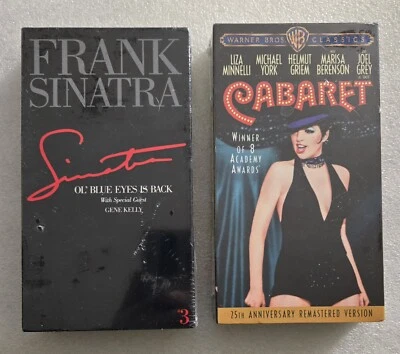 FRANK
SINATRA
Sinatra
OL' BLUE EYES IS BACK
With Special Guest
GENE KELLY
3
WARNER BROS WB CLASSICS
LIZA MINNELLI
MICHAEL YORK
HELMUT GRIEM
MARISA BERENSON
JOEL GREY
CABARET
WINNER
OF 8
ACADEMY
AWARDS
25th ANNIVERSARY REMASTERED VERSION